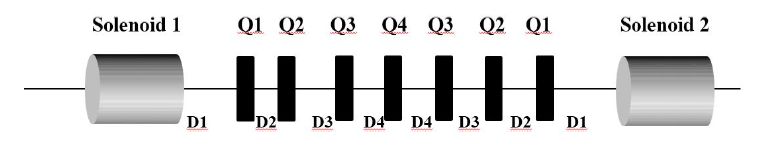 Solenoid 1 Q1 Q2 Q3 Q4 Q3 Q2 Q1 Solenoid 2
D1 D2 D3 D4 D4 D3 D2 D1